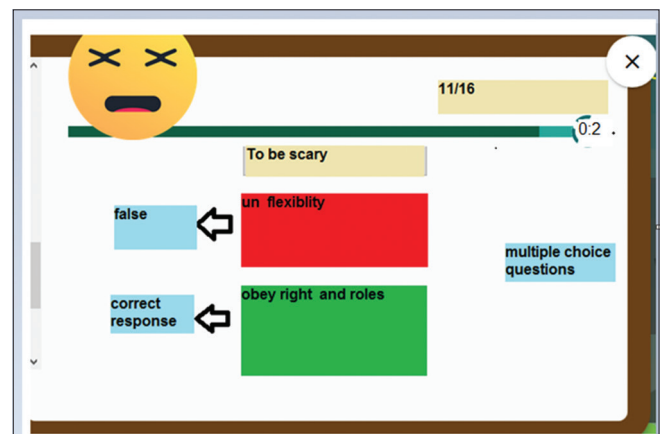 11/16
0:2
To be scary
un flexiblity
false
multiple choice
questions
obey right and roles
correct
response